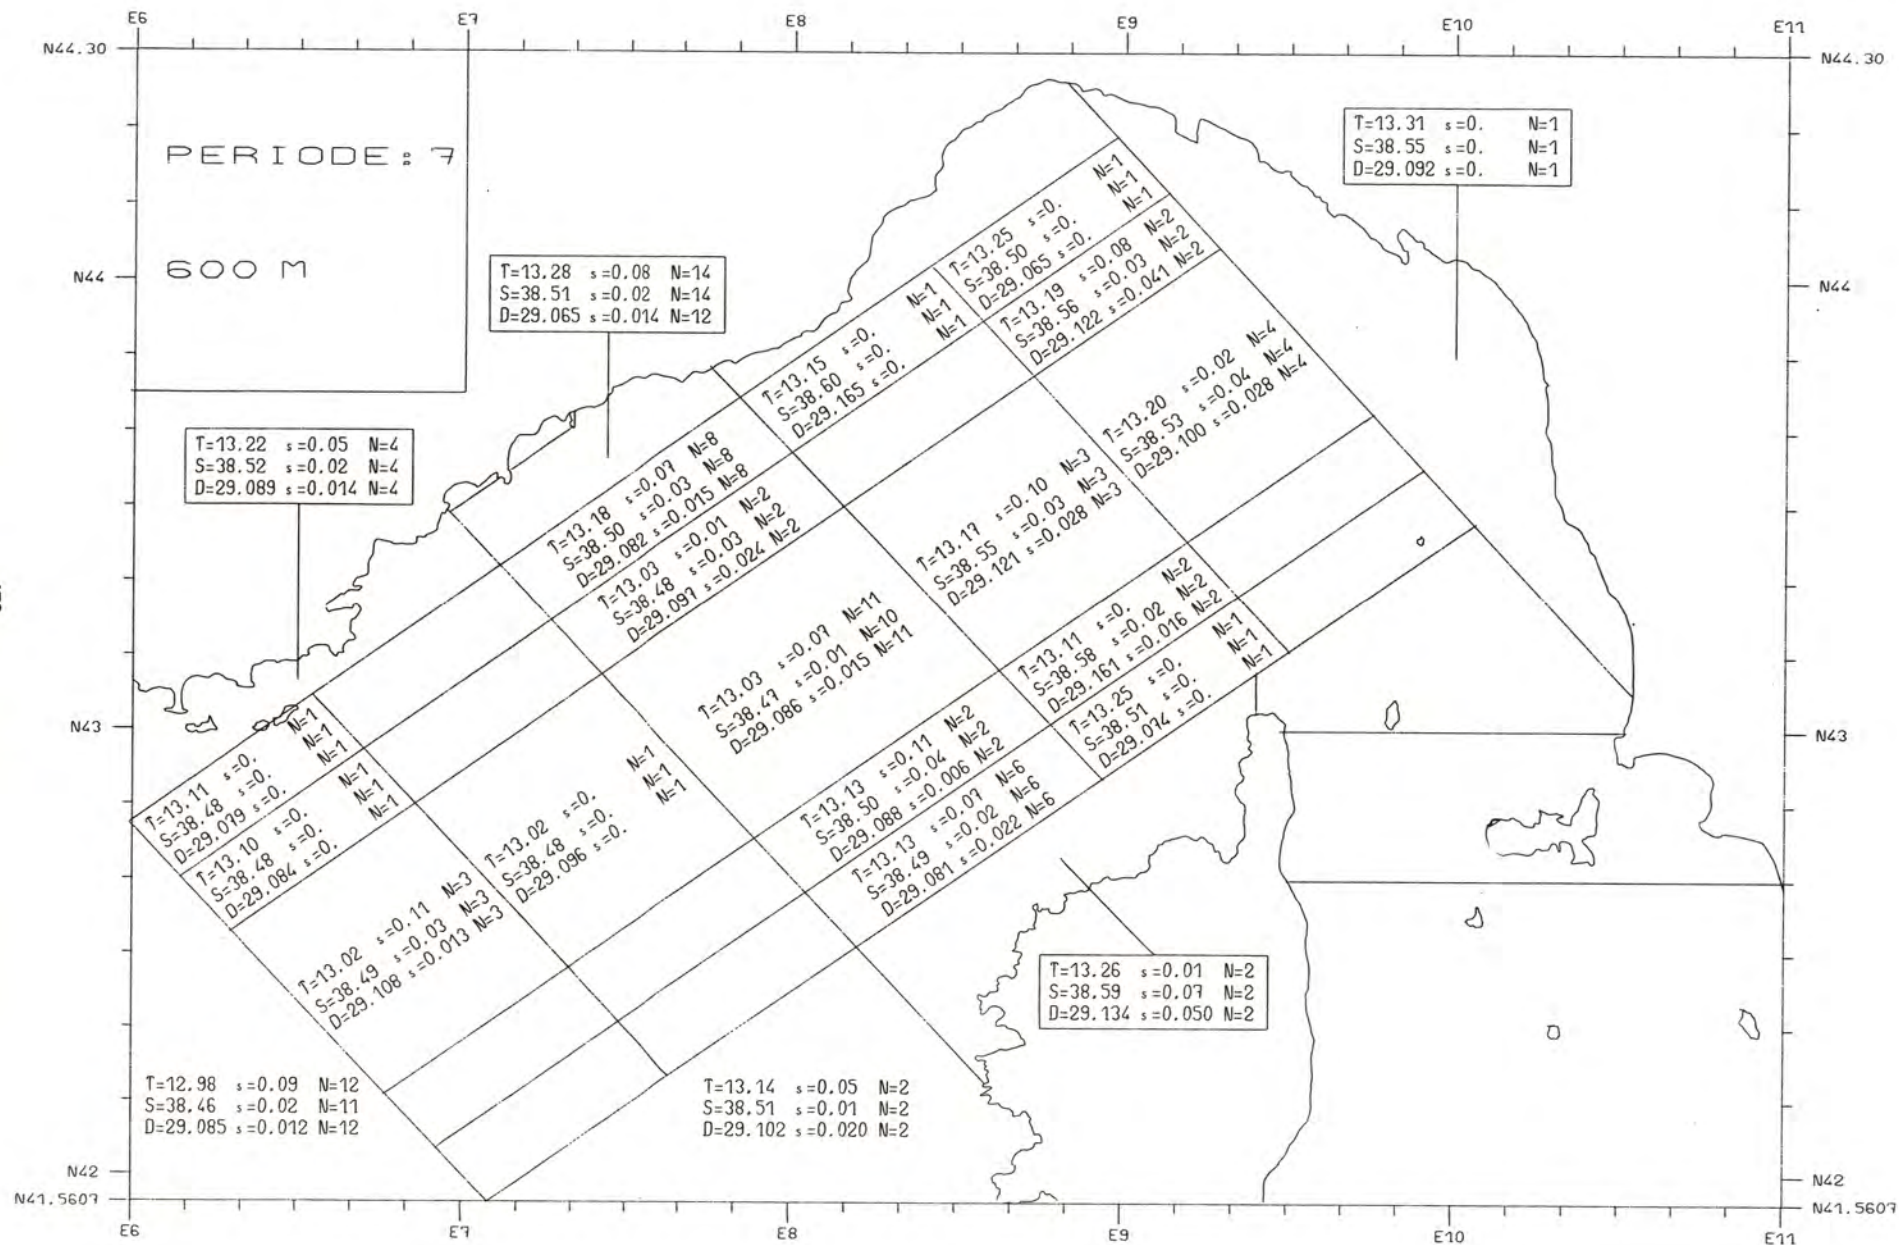 E6 E7 E8 E9 E10 E11
N44.30 N44.30
PERIODE: 7
600 M
T=13.31 s=0. N=1
S=38.55 s=0. N=1
D=29.092 s=0. N=1
T=13.25 s=0. N=1
S=38.50 s=0. N=1
D=29.065 s=0. N=1
T=13.19 s=0.08 N=2
S=38.56 s=0.03 N=2
D=29.122 s=0.041 N=2
N44 N44
T=13.28 s=0.08 N=14
S=38.51 s=0.02 N=14
D=29.065 s=0.014 N=12
T=13.15 s=0. N=1
S=38.60 s=0. N=1
D=29.165 s=0. N=1
T=13.20 s=0.02 N=4
S=38.53 s=0.04 N=4
D=29.100 s=0.028 N=4
T=13.22 s=0.05 N=4
S=38.52 s=0.02 N=4
D=29.089 s=0.014 N=4
T=13.18 s=0.07 N=8
S=38.50 s=0.03 N=8
D=29.082 s=0.015 N=8
T=13.03 s=0.01 N=2
S=38.48 s=0.03 N=2
D=29.097 s=0.024 N=2
T=13.17 s=0.10 N=3
S=38.55 s=0.03 N=3
D=29.121 s=0.028 N=3
T=13.03 s=0.07 N=11
S=38.47 s=0.01 N=10
D=29.086 s=0.015 N=11
T=13.11 s=0. N=2
S=38.58 s=0.02 N=2
D=29.161 s=0.016 N=2
T=13.25 s=0. N=1
S=38.51 s=0. N=1
D=29.074 s=0. N=1
N43 N43
T=13.11 s=0. N=1
S=38.48 s=0. N=1
D=29.079 s=0. N=1
T=13.10 s=0. N=1
S=38.48 s=0. N=1
D=29.084 s=0. N=1
T=13.02 s=0. N=1
S=38.48 s=0. N=1
D=29.096 s=0. N=1
T=13.13 s=0.11 N=2
S=38.50 s=0.04 N=2
D=29.088 s=0.006 N=2
T=13.13 s=0.07 N=6
S=38.49 s=0.02 N=6
D=29.081 s=0.022 N=6
T=13.02 s=0.11 N=3
S=38.49 s=0.03 N=3
D=29.108 s=0.013 N=3
T=13.26 s=0.01 N=2
S=38.59 s=0.07 N=2
D=29.134 s=0.050 N=2
T=12.98 s=0.09 N=12
S=38.46 s=0.02 N=11
D=29.085 s=0.012 N=12
T=13.14 s=0.05 N=2
S=38.51 s=0.01 N=2
D=29.102 s=0.020 N=2
N42 N42
N41.5607 N41.5607
E6 E7 E8 E9 E10 E11